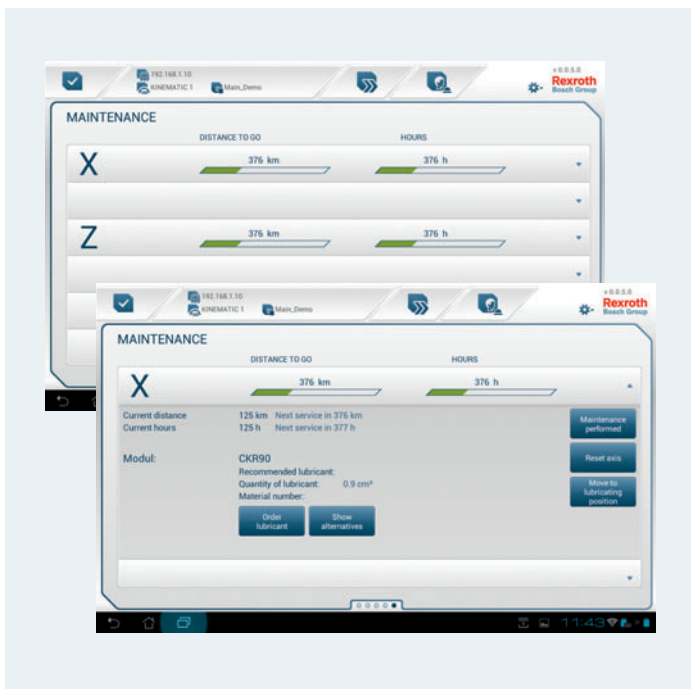 192.168.1.10
KINEMATIC 1 Main_Demo
v 0.0.5.0
Rexroth
Bosch Group
MAINTENANCE
DISTANCE TO GO HOURS
X 376 km 376 h
Z 376 km 376 h
192.168.1.10
KINEMATIC 1 Main_Demo
v 0.0.5.0
Rexroth
Bosch Group
MAINTENANCE
DISTANCE TO GO HOURS
X 376 km 376 h
Current distance 125 km Next service in 376 km
Current hours 125 h Next service in 377 h
Maintenance
performed
Modul: CKR90
Reset axis
Recommended lubricant:
Quantity of lubricant: 0.9 cm³
Material number:
Move to
lubricating
position
Order
lubricant
Show
alternatives
11:43